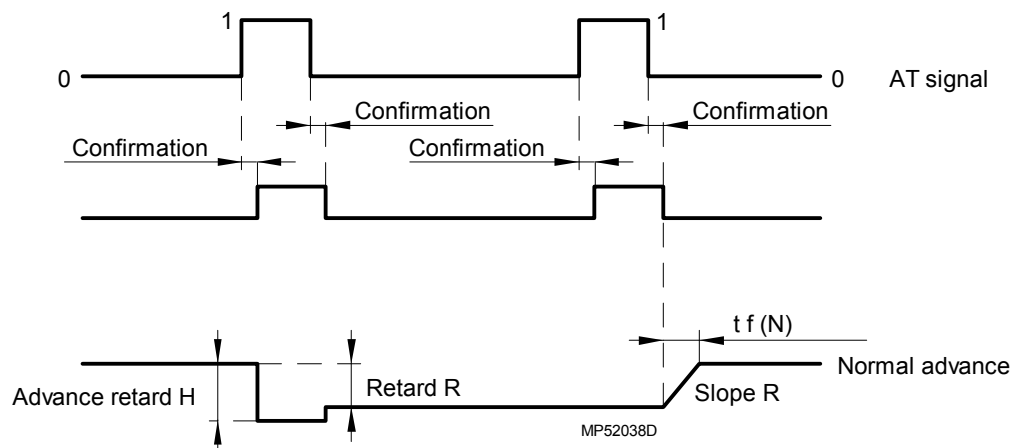 1
1
0
0
AT signal
Confirmation
Confirmation
Confirmation
Confirmation
t f (N)
Normal advance
Advance retard H
Retard R
Slope R
MP52038D